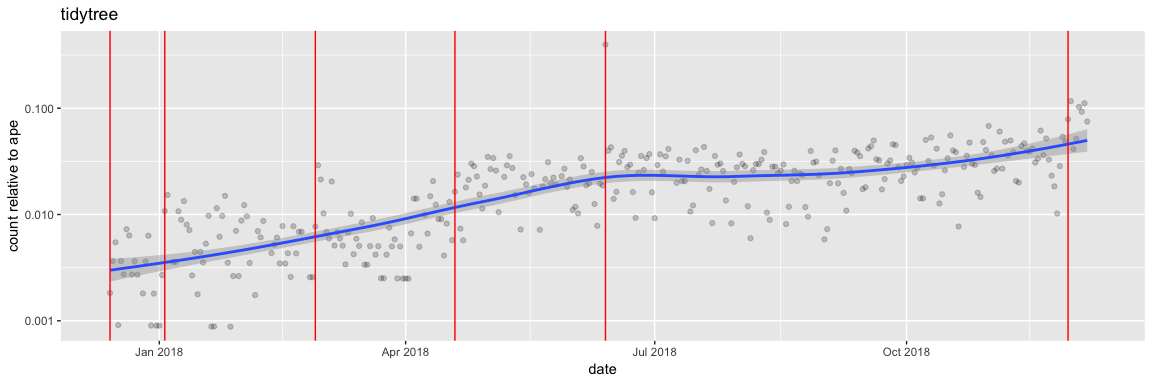 tidytree
count relative to ape
0.100
0.010
0.001
Jan 2018
Apr 2018
Jul 2018
Oct 2018
date